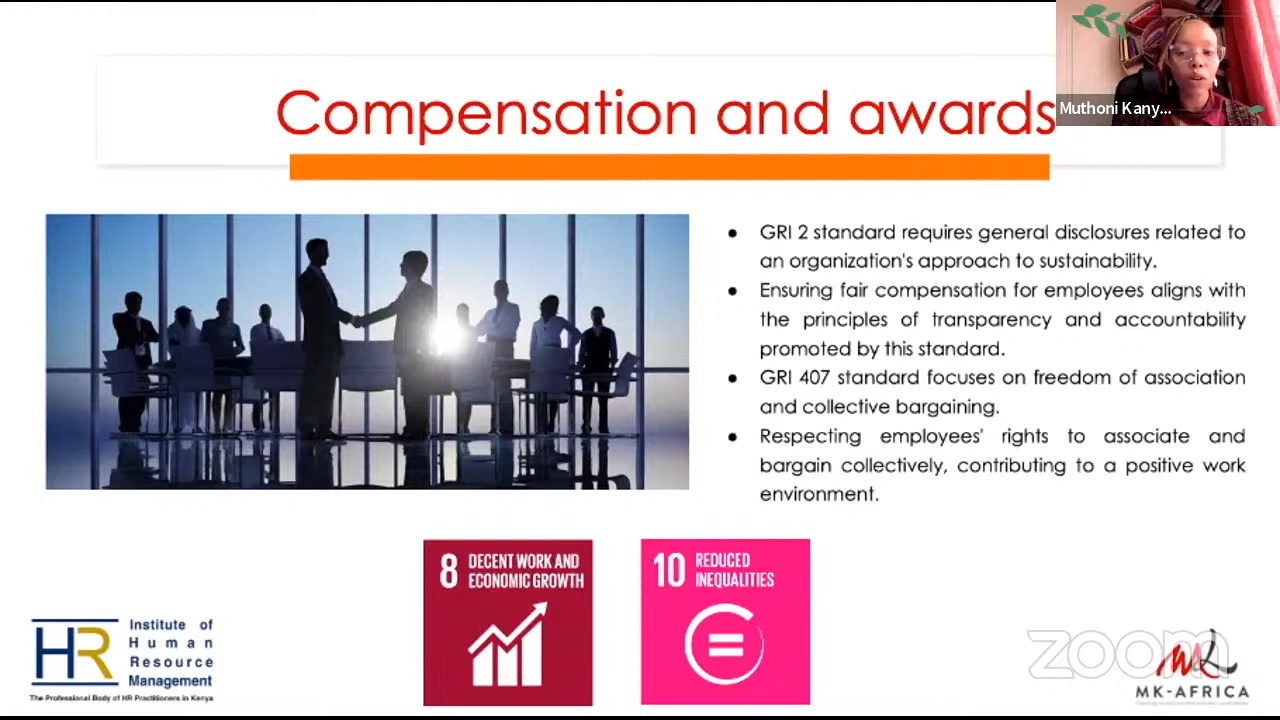 Compensation and awards
Muthoni Kany...
● GRI 2 standard requires general disclosures related to
an organization's approach to sustainability.
● Ensuring fair compensation for employees aligns with
the principles of transparency and accountability
promoted by this standard.
● GRI 407 standard focuses on freedom of association
and collective bargaining.
● Respecting employees' rights to associate and
bargain collectively, contributing to a positive work
environment.
8 DECENT WORK AND
ECONOMIC GROWTH
10 REDUCED
INEQUALITIES
HR Institute of
Human
Resource
Management
The Professional Body of HR Practitioners in Kenya
zoom
MK-AFRICA